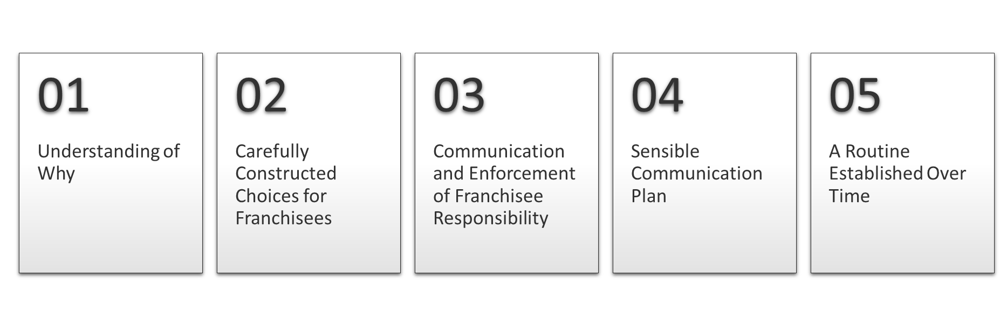 01
Understanding of
Why
02
Carefully
Constructed
Choices for
Franchisees
03
Communication
and Enforcement
of Franchisee
Responsibility
04
Sensible
Communication
Plan
05
A Routine
Established Over
Time